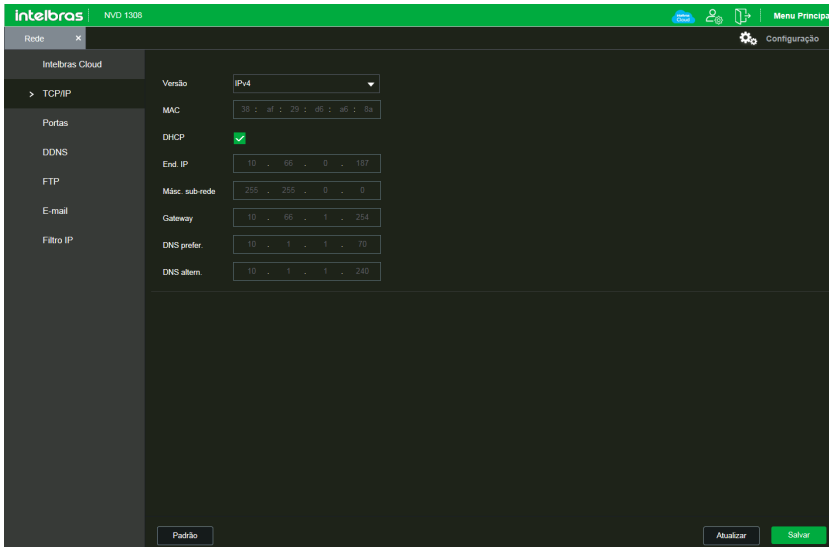 intelbras NVD 1308 Menu Principa
Rede × Configuração
Intelbras Cloud
TCP/IP
Portas
DDNS
FTP
E-mail
Filtro IP
Versão IPv4
MAC 38 : af : 29 : d6 : a6 : 8a
DHCP
End. IP 10 . 66 . 0 . 187
Másc. sub-rede 255 . 255 . 0 . 0
Gateway 10 . 66 . 1 . 254
DNS prefer. 10 . 1 . 1 . 70
DNS altern. 10 . 1 . 1 . 240
Padrão Atualizar Salvar